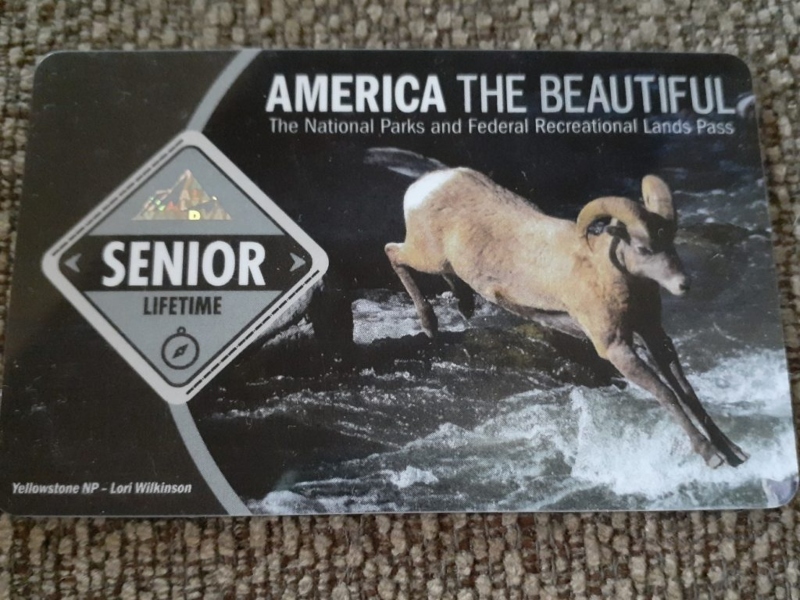 AMERICA THE BEAUTIFUL
The National Parks and Federal Recreational Lands Pass
SENIOR
LIFETIME
Yellowstone NP – Lori Wilkinson